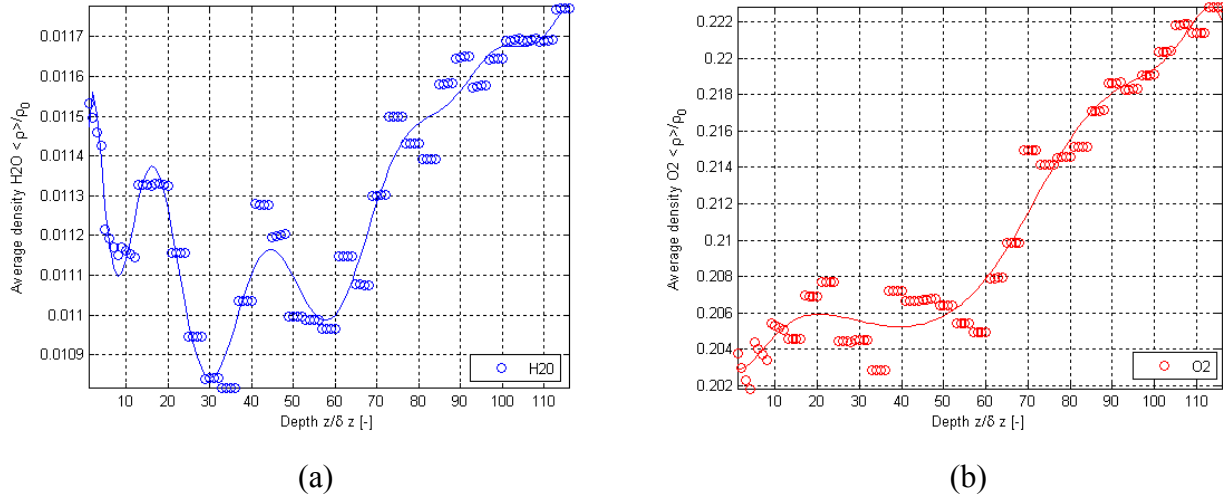 0.0117
0.0116
0.0115
0.0114
0.0113
0.0112
0.0111
0.011
0.0109
Average density H2O <ρ>/ρ0
10 20 30 40 50 60 70 80 90 100 110
Depth z/δ z [-]
H20
(a)
0.222
0.22
0.218
0.216
0.214
0.212
0.21
0.208
0.206
0.204
0.202
Average density O2 <ρ>/ρ0
10 20 30 40 50 60 70 80 90 100 110
Depth z/δ z [-]
O2
(b)